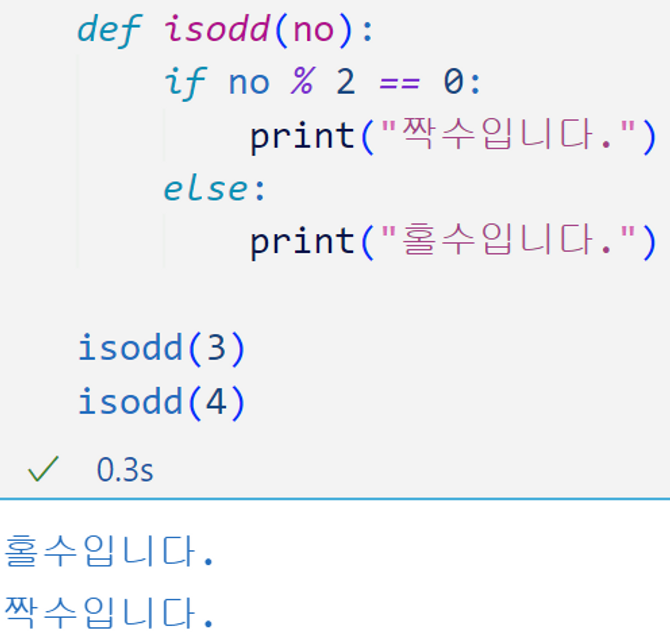 def isodd(no):
    if no % 2 == 0:
        print("짝수입니다.")
    else:
        print("홀수입니다.")

isodd(3)
isodd(4)
✓ 0.3s
홀수입니다.
짝수입니다.